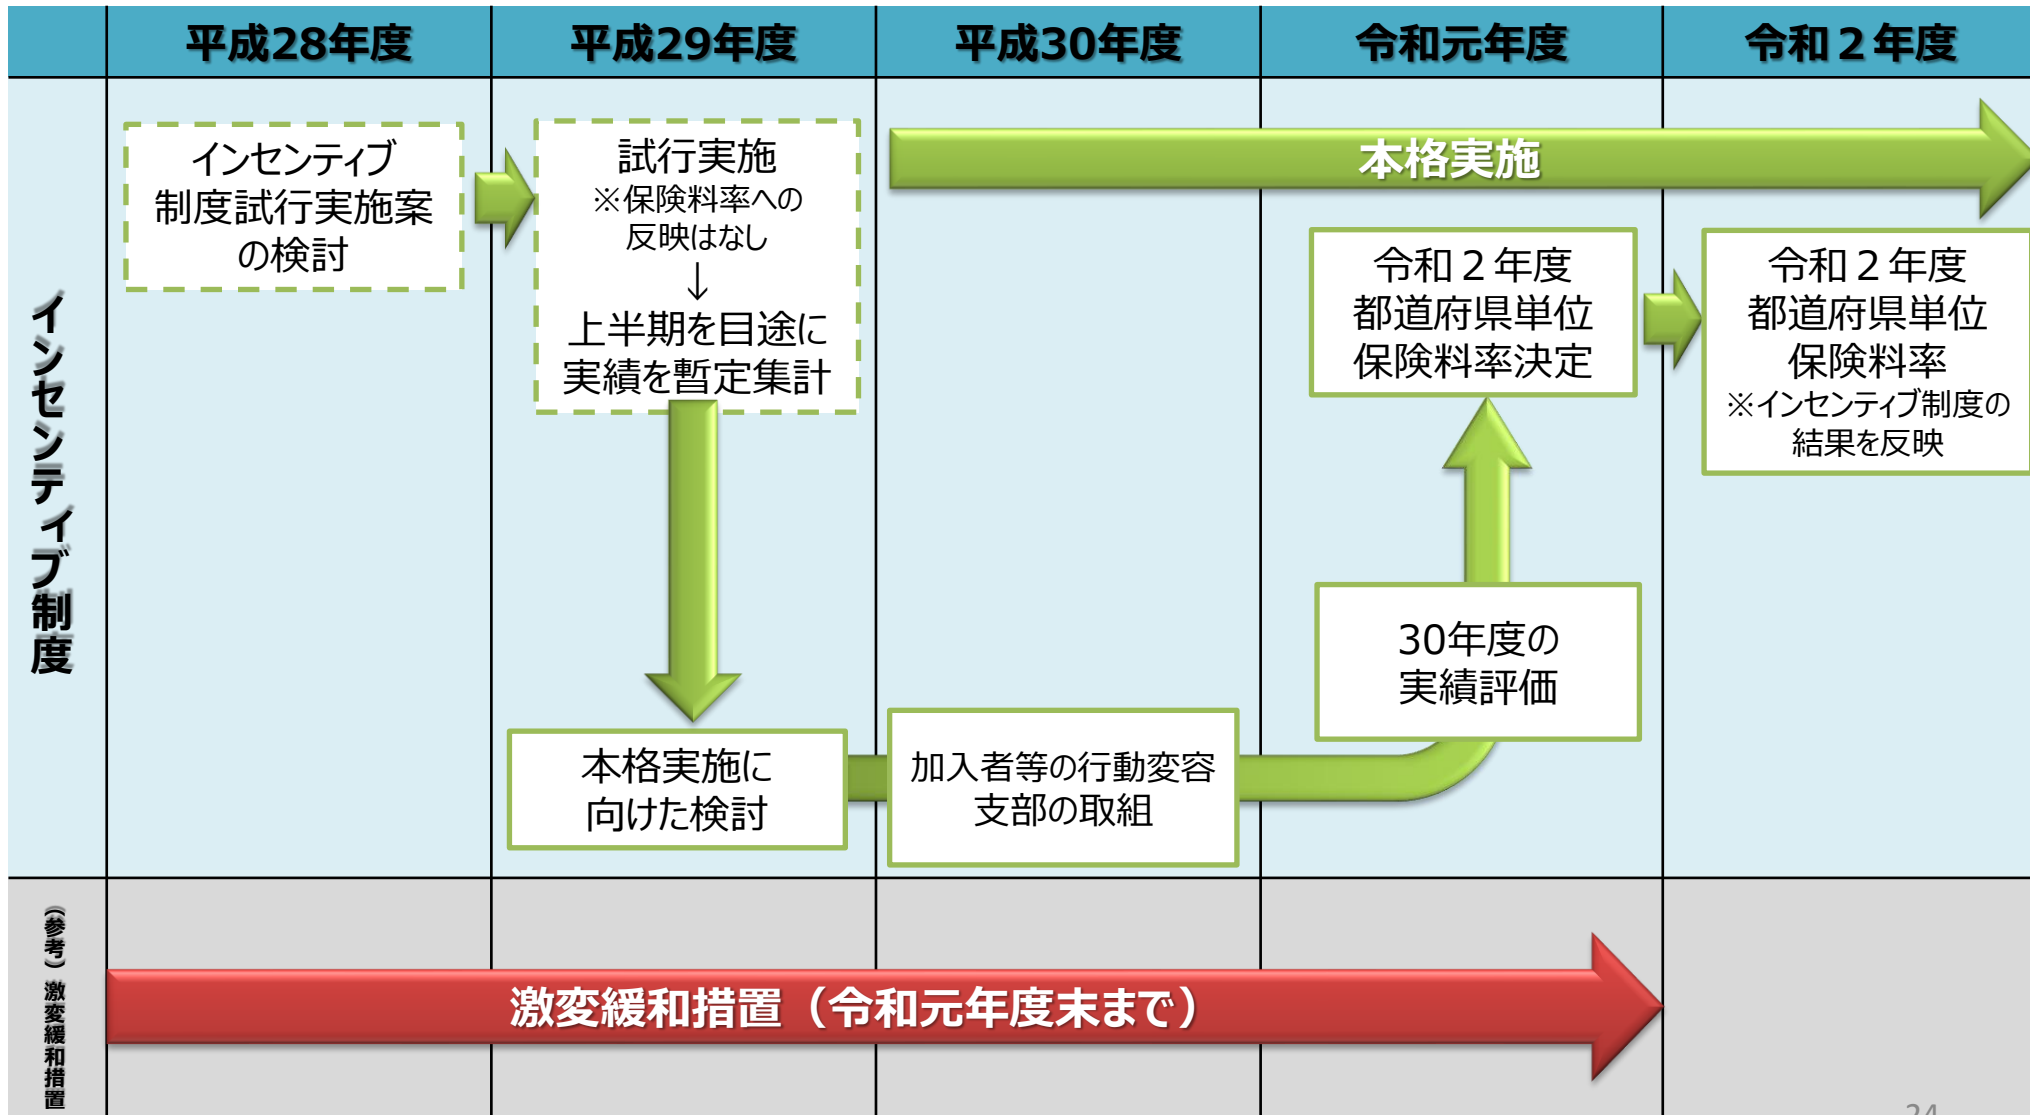 平成28年度
平成29年度
平成30年度
令和元年度
令和２年度
インセンティブ制度
インセンティブ
制度試行実施案
の検討
試行実施
※保険料率への
反映はなし
↓
上半期を目途に
実績を暫定集計
本格実施に
向けた検討
本格実施
加入者等の行動変容
支部の取組
令和２年度
都道府県単位
保険料率決定
30年度の
実績評価
令和２年度
都道府県単位
保険料率
※インセンティブ制度の
結果を反映
（参考）激変緩和措置
激変緩和措置（令和元年度末まで）
24